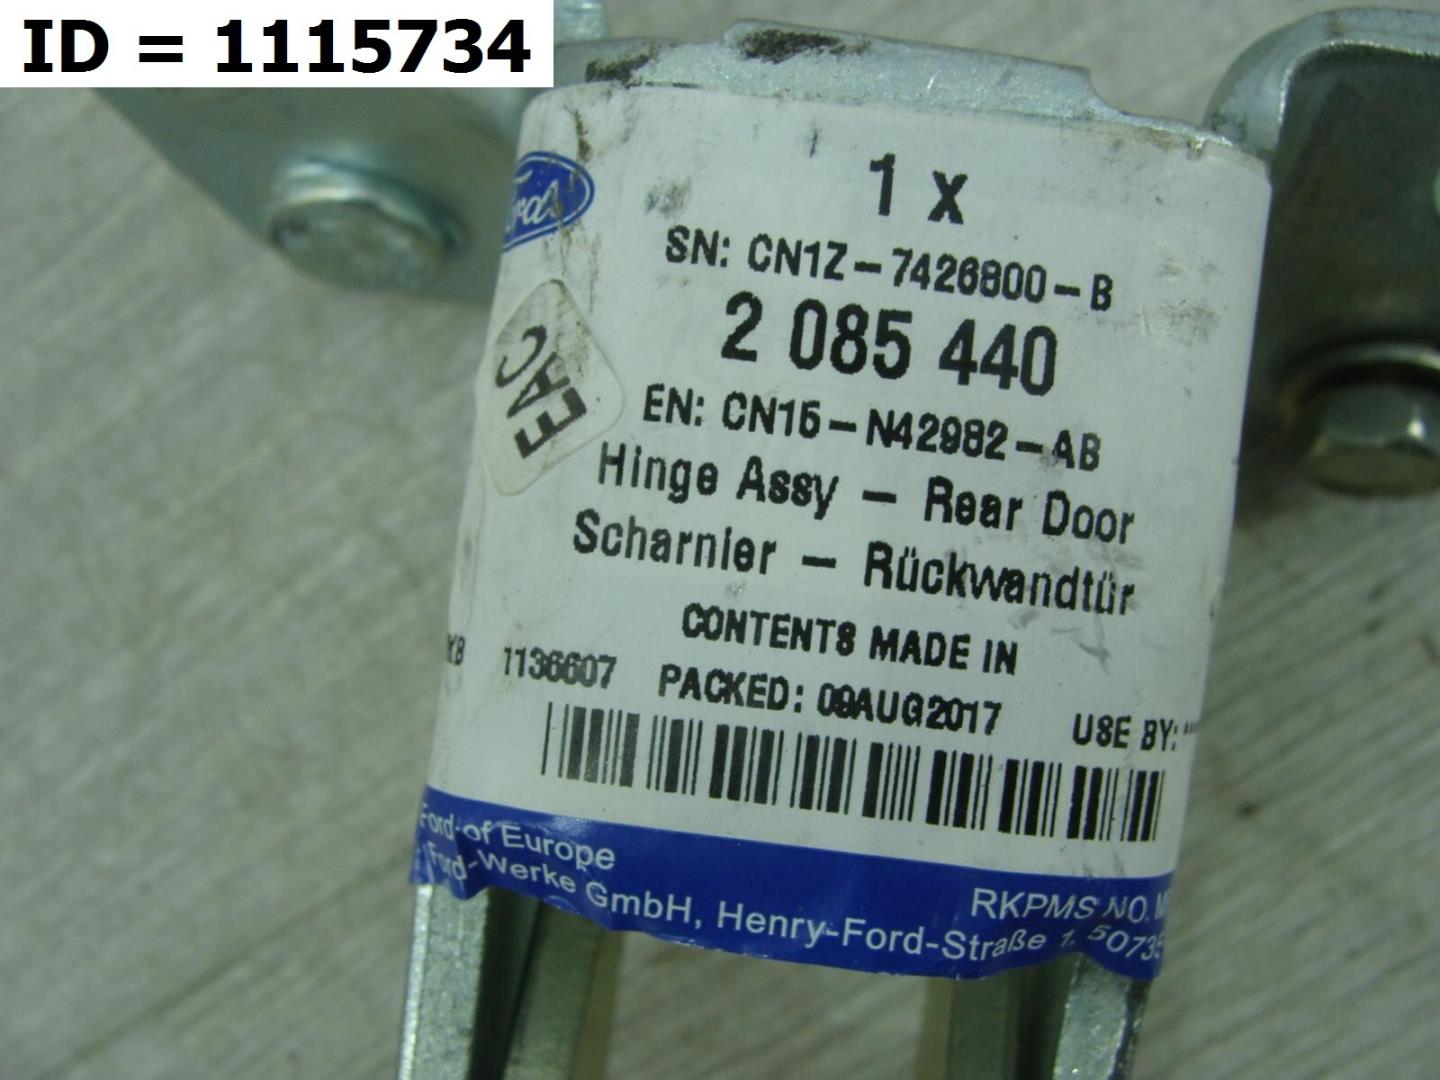 ID = 1115734
Ford
1 x
SN: CN1Z-7426800-B
2 085 440
EAC
EN: CN15-N42982-AB
Hinge Assy - Rear Door
Scharnier - Rückwandtür
CONTENTS MADE IN
1136607 PACKED: 09AUG2017 USE BY:
Ford of Europe
Ford-Werke GmbH, Henry-Ford-Straße 1, 50735
RKPMS NO.